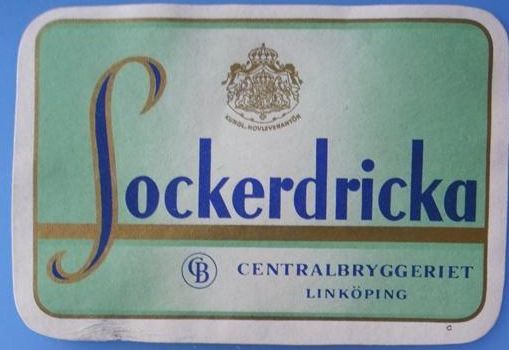 KUNGL. HOVLEVERANTÖR
Sockerdricka
CB CENTRALBRYGGERIET
LINKÖPING
C